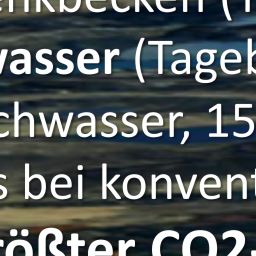 enkbecken (T
wasser (Tageb
chwasser, 15
s bei konvent
rößter CO2-